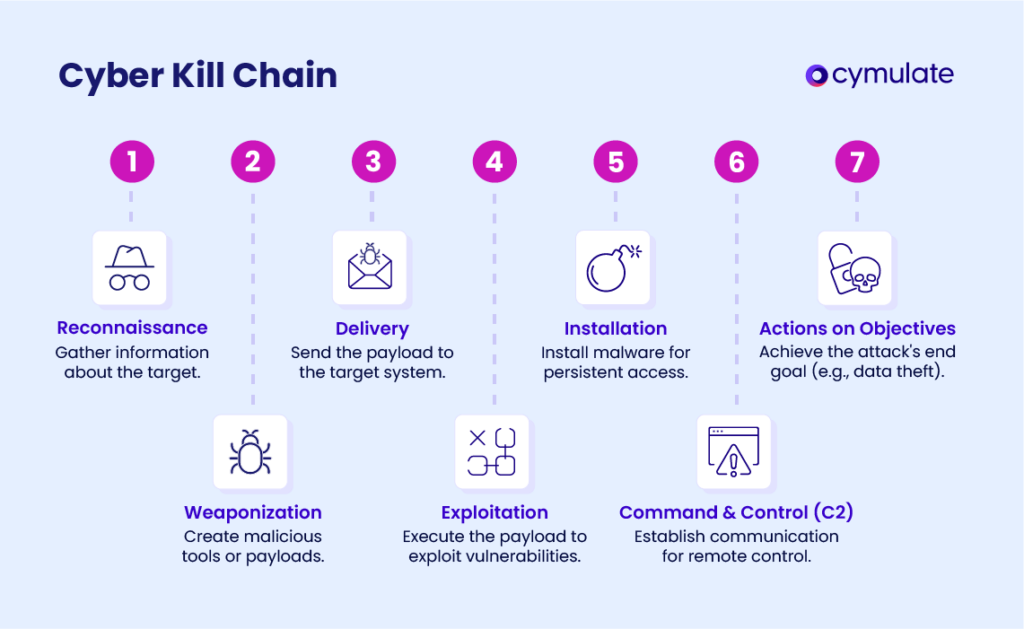 Cyber Kill Chain
cymulate
1
2
3
4
5
6
7
Reconnaissance
Gather information
about the target.
Weaponization
Create malicious
tools or payloads.
Delivery
Send the payload to
the target system.
Exploitation
Execute the payload to
exploit vulnerabilities.
Installation
Install malware for
persistent access.
Command & Control (C2)
Establish communication
for remote control.
Actions on Objectives
Achieve the attack's end
goal (e.g., data theft).